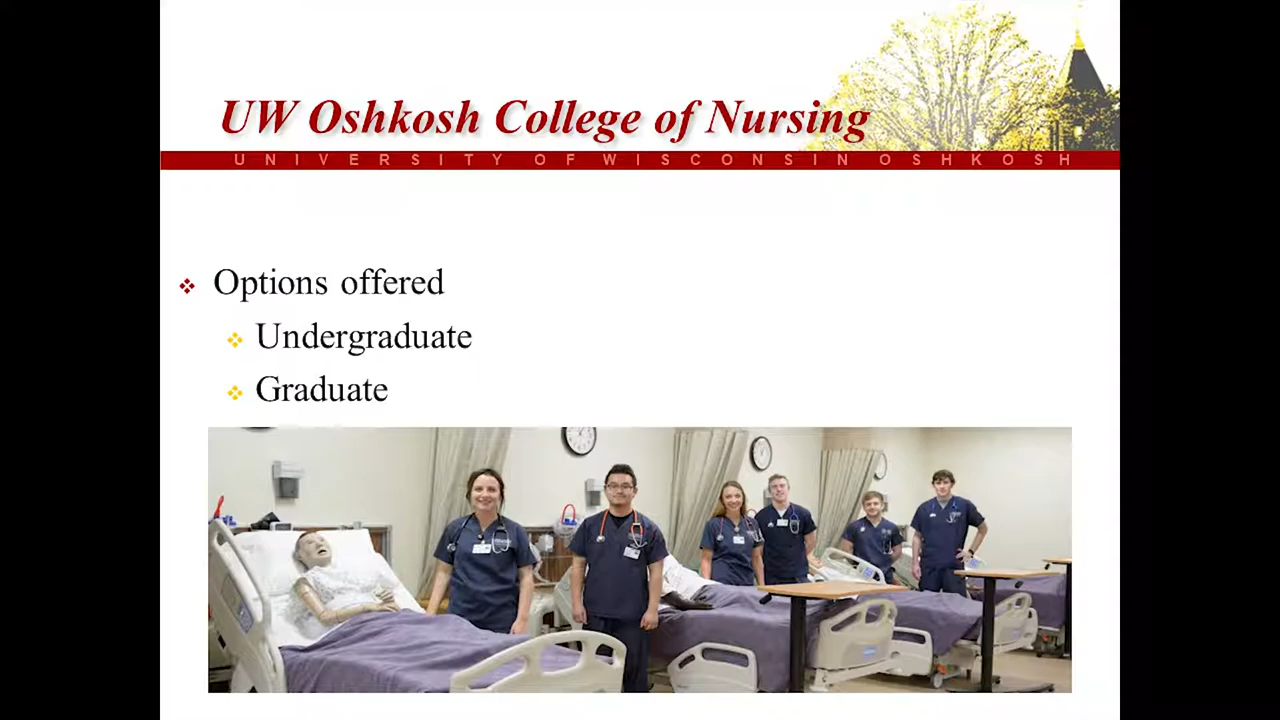 UW Oshkosh College of Nursing
UNIVERSITY OF WISCONSIN OSHKOSH
Options offered
Undergraduate
Graduate